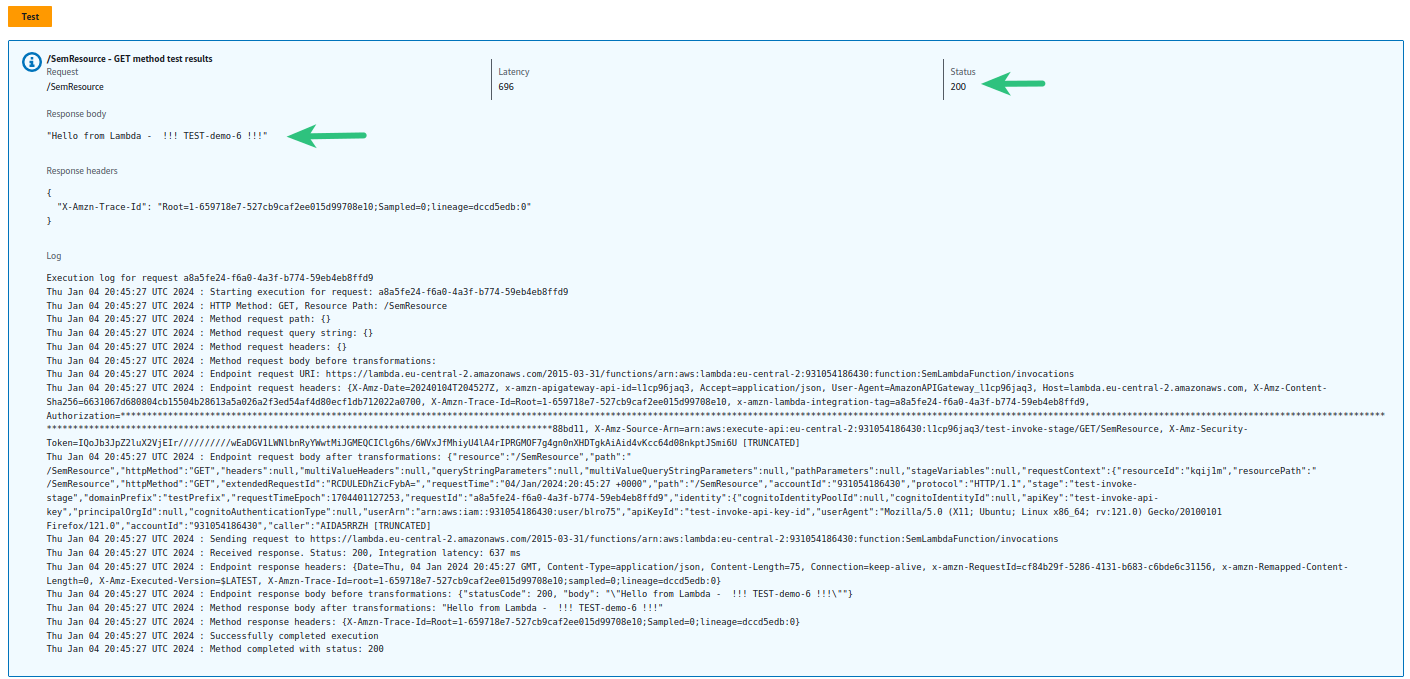 Test
/SemResource - GET method test results
Request
/SemResource
Latency
696
Status
200
Response body
"Hello from Lambda -  !!! TEST-demo-6 !!!"
Response headers
{
  "X-Amzn-Trace-Id": "Root=1-659718e7-527cb9caf2ee015d99708e10;Sampled=0;lineage=dccd5edb:0"
}
Log
Execution log for request a8a5fe24-f6a0-4a3f-b774-59eb4eb8ffd9
Thu Jan 04 20:45:27 UTC 2024 : Starting execution for request: a8a5fe24-f6a0-4a3f-b774-59eb4eb8ffd9
Thu Jan 04 20:45:27 UTC 2024 : HTTP Method: GET, Resource Path: /SemResource
Thu Jan 04 20:45:27 UTC 2024 : Method request path: {}
Thu Jan 04 20:45:27 UTC 2024 : Method request query string: {}
Thu Jan 04 20:45:27 UTC 2024 : Method request headers: {}
Thu Jan 04 20:45:27 UTC 2024 : Method request body before transformations:
Thu Jan 04 20:45:27 UTC 2024 : Endpoint request URI: https://lambda.eu-central-2.amazonaws.com/2015-03-31/functions/arn:aws:lambda:eu-central-2:931054186430:function:SemLambdaFunction/invocations
Thu Jan 04 20:45:27 UTC 2024 : Endpoint request headers: {X-Amz-Date=20240104T204527Z, x-amzn-apigateway-api-id=l1cp96jaq3, Accept=application/json, User-Agent=AmazonAPIGateway_l1cp96jaq3, Host=lambda.eu-central-2.amazonaws.com, X-Amz-Content-
Sha256=6631067d680804cb15504b28613a5a026a2f3ed54af4d80ecf1db712022a0700, X-Amzn-Trace-Id=Root=1-659718e7-527cb9caf2ee015d99708e10, x-amzn-lambda-integration-tag=a8a5fe24-f6a0-4a3f-b774-59eb4eb8ffd9,
Authorization=****************************************************************************************************************************************************************************************************************************************
************************************************************************************************88bd11, X-Amz-Source-Arn=arn:aws:execute-api:eu-central-2:931054186430:l1cp96jaq3/test-invoke-stage/GET/SemResource, X-Amz-Security-
Token=IQoJb3JpZ2luX2VjEIr//////////wEaDGV1LWNlbnRyYWwtMiJGMEQCIClg6hs/6WVxJfMhiyU4lA4rIPRGMOF7g4gn0nXHDTgkAiAid4vKcc64d08nkptJSmi6U [TRUNCATED]
Thu Jan 04 20:45:27 UTC 2024 : Endpoint request body after transformations: {"resource":"/SemResource","path":"
/SemResource","httpMethod":"GET","headers":null,"multiValueHeaders":null,"queryStringParameters":null,"multiValueQueryStringParameters":null,"pathParameters":null,"stageVariables":null,"requestContext":{"resourceId":"kqij1m","resourcePath":"
/SemResource","httpMethod":"GET","extendedRequestId":"RCDULEDhZicFybA=","requestTime":"04/Jan/2024:20:45:27 +0000","path":"/SemResource","accountId":"931054186430","protocol":"HTTP/1.1","stage":"test-invoke-
stage","domainPrefix":"testPrefix","requestTimeEpoch":1704401127253,"requestId":"a8a5fe24-f6a0-4a3f-b774-59eb4eb8ffd9","identity":{"cognitoIdentityPoolId":null,"cognitoIdentityId":null,"apiKey":"test-invoke-api-
key","principalOrgId":null,"cognitoAuthenticationType":null,"userArn":"arn:aws:iam::931054186430:user/blro75","apiKeyId":"test-invoke-api-key-id","userAgent":"Mozilla/5.0 (X11; Ubuntu; Linux x86_64; rv:121.0) Gecko/20100101
Firefox/121.0","accountId":"931054186430","caller":"AIDA5RRZH [TRUNCATED]
Thu Jan 04 20:45:27 UTC 2024 : Sending request to https://lambda.eu-central-2.amazonaws.com/2015-03-31/functions/arn:aws:lambda:eu-central-2:931054186430:function:SemLambdaFunction/invocations
Thu Jan 04 20:45:27 UTC 2024 : Received response. Status: 200, Integration latency: 637 ms
Thu Jan 04 20:45:27 UTC 2024 : Endpoint response headers: {Date=Thu, 04 Jan 2024 20:45:27 GMT, Content-Type=application/json, Content-Length=75, Connection=keep-alive, x-amzn-RequestId=cf84b29f-5286-4131-b683-c6bde6c31156, x-amzn-Remapped-Content-
Length=0, X-Amz-Executed-Version=$LATEST, X-Amzn-Trace-Id=root=1-659718e7-527cb9caf2ee015d99708e10;sampled=0;lineage=dccd5edb:0}
Thu Jan 04 20:45:27 UTC 2024 : Endpoint response body before transformations: {"statusCode": 200, "body": "\"Hello from Lambda -  !!! TEST-demo-6 !!!\""}
Thu Jan 04 20:45:27 UTC 2024 : Method response body after transformations: "Hello from Lambda -  !!! TEST-demo-6 !!!"
Thu Jan 04 20:45:27 UTC 2024 : Method response headers: {X-Amzn-Trace-Id=Root=1-659718e7-527cb9caf2ee015d99708e10;Sampled=0;lineage=dccd5edb:0}
Thu Jan 04 20:45:27 UTC 2024 : Successfully completed execution
Thu Jan 04 20:45:27 UTC 2024 : Method completed with status: 200